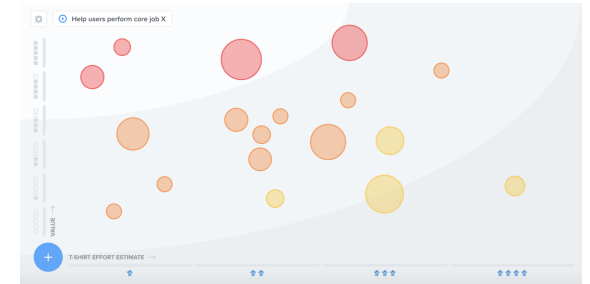 Help users perform core job X
VALUE →
T-SHIRT EFFORT ESTIMATE →